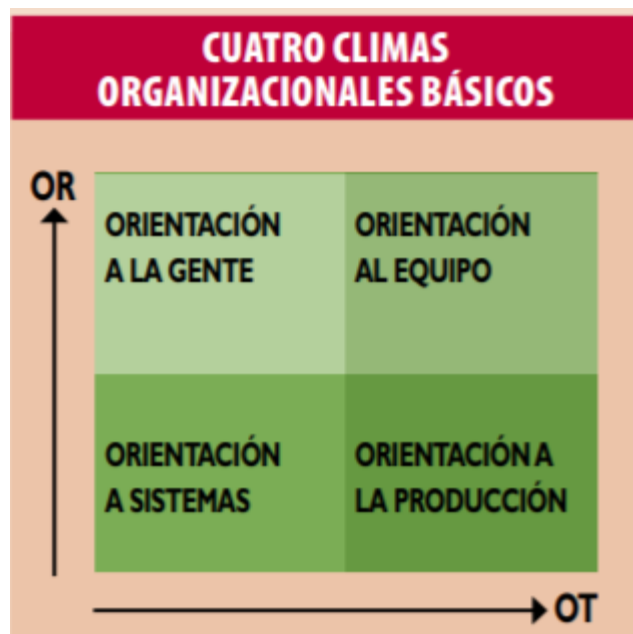 CUATRO CLIMAS
ORGANIZACIONALES BÁSICOS
OR
ORIENTACIÓN
A LA GENTE
ORIENTACIÓN
AL EQUIPO
ORIENTACIÓN
A SISTEMAS
ORIENTACIÓN A
LA PRODUCCIÓN
OT